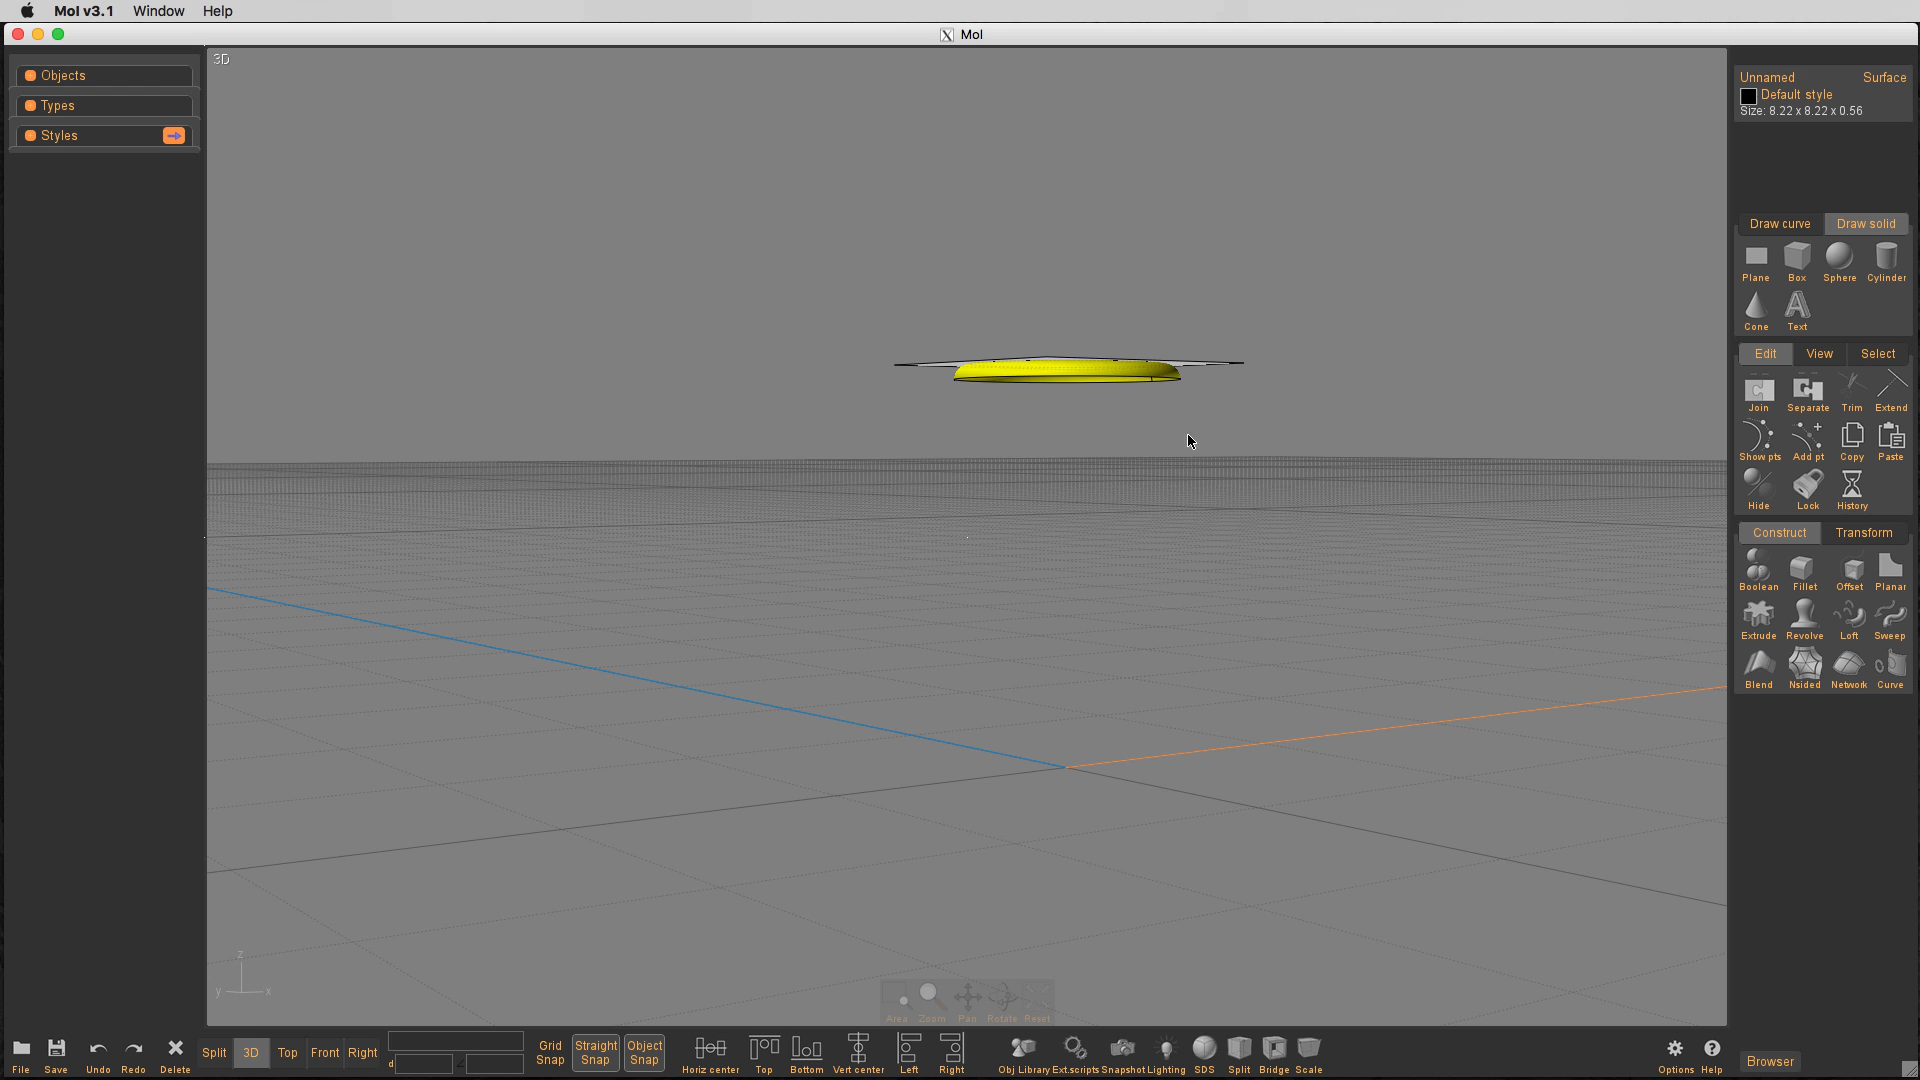 MoI v3.1 Window Help
MoI
Objects
Types
Styles
3D
Unnamed Surface
Default style
Size: 8.22 x 8.22 x 0.56
Draw curve Draw solid
Plane Box Sphere Cylinder
Cone Text
Edit View Select
Join Separate Trim Extend
Show pts Add pt Copy Paste
Hide Lock History
Construct Transform
Boolean Fillet Offset Planar
Extrude Revolve Loft Sweep
Blend Nsided Network Curve
z
y x
Area Zoom Pan Rotate Reset
Split 3D Top Front Right
d
Grid Snap
Straight Snap
Object Snap
File Save Undo Redo Delete
Horiz center Top Bottom Vert center Left Right
Obj Library Ext.scripts Snapshot Lighting SDS Split Bridge Scale
Options Help
Browser